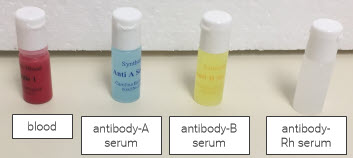 Anti A S
blood
antibody-A
serum
antibody-B
serum
antibody-
Rh serum